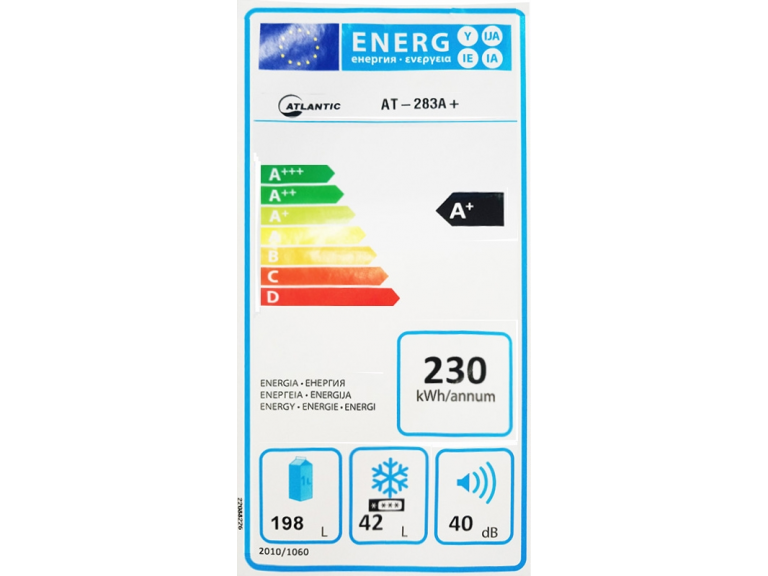 ENERG Y IJA
енергия · ενεργεια IE IA
ATLANTIC AT-283A+
A+++
A++
A+
B
C
D
A+
230
kWh/annum
ENERGIA · ЕНЕРГИЯ
ΕΝΕΡΓΕΙΑ · ENERGIJA
ENERGY · ENERGIE · ENERGI
1L
198 L
42 L
40 dB
2010/1060